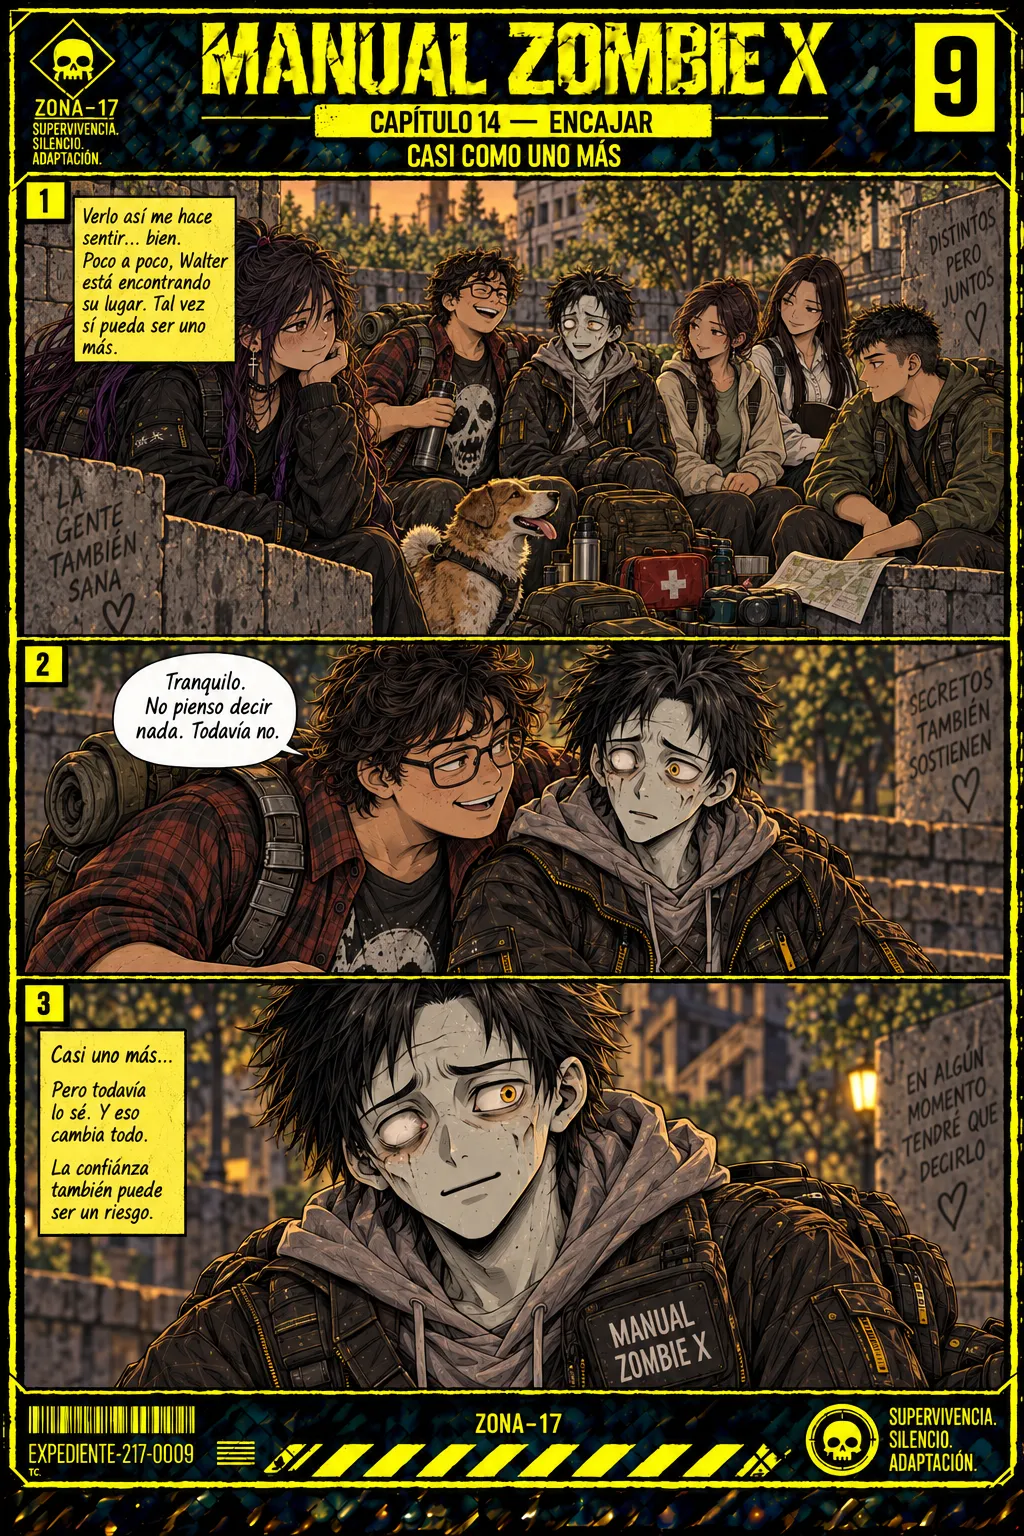 MANUAL ZOMBIE X
ZONA-17
SUPERVIVENCIA.
SILENCIO.
ADAPTACIÓN.
CAPÍTULO 14 — ENCAJAR
CASI COMO UNO MÁS
9
1
Verlo así me hace
sentir... bien.
Poco a poco, Walter
está encontrando
su lugar. Tal vez
sí pueda ser uno
más.
DISTINTOS
PERO
JUNTOS
LA
GENTE
TAMBIÉN
SANA
2
Tranquilo.
No pienso decir
nada. Todavía no.
SECRETOS
TAMBIÉN
SOSTIENEN
3
Casi uno más...
Pero todavía
lo sé. Y eso
cambia todo.
La confiánza
también puede
ser un riesgo.
EN ALGÚN
MOMENTO
TENDRÉ QUE
DECIRLO
MANUAL
ZOMBIE X
EXPEDIENTE-217-0009
TC.
ZONA-17
SUPERVIVENCIA.
SILENCIO.
ADAPTACIÓN.